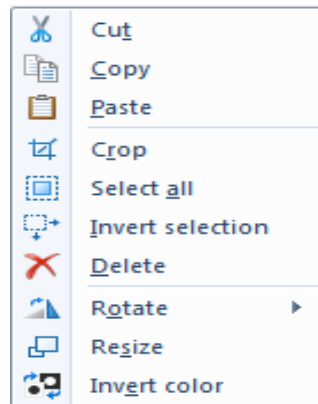 Cut
Copy
Paste
Crop
Select all
Invert selection
Delete
Rotate
Resize
Invert color